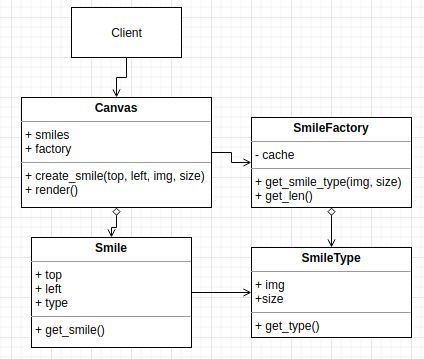 Client
Canvas
+ smiles
+ factory
+ create_smile(top, left, img, size)
+ render()
SmileFactory
- cache
+ get_smile_type(img, size)
+ get_len()
Smile
+ top
+ left
+ type
+ get_smile()
SmileType
+ img
+size
+ get_type()